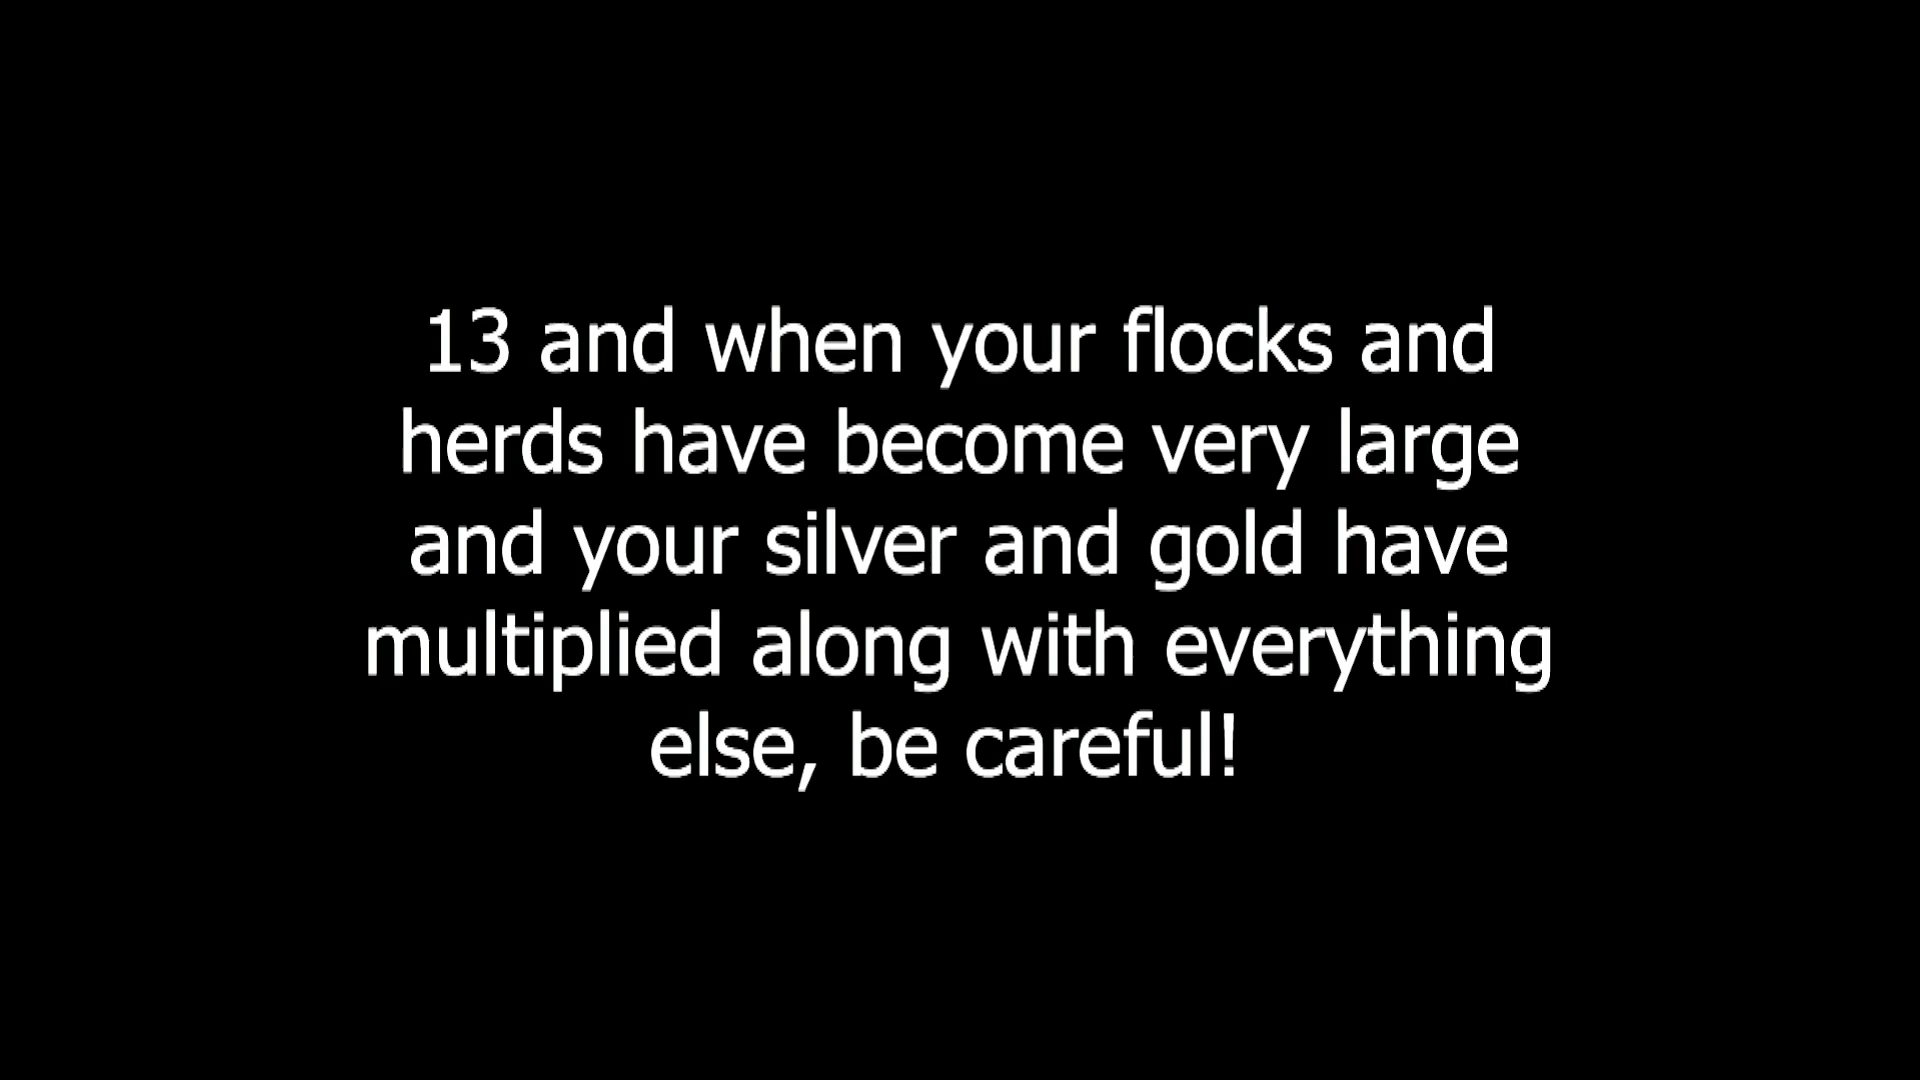 13 and when your flocks and
herds have become very large
and your silver and gold have
multiplied along with everything
else, be careful!